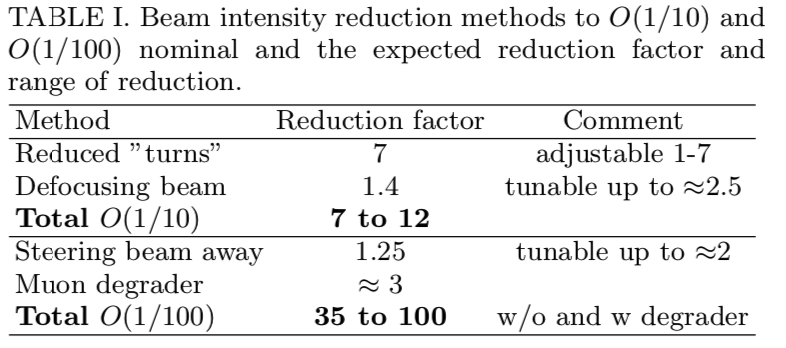 TABLE I. Beam intensity reduction methods to O(1/10) and
O(1/100) nominal and the expected reduction factor and
range of reduction.
Method Reduction factor Comment
Reduced ”turns” 7 adjustable 1-7
Defocusing beam 1.4 tunable up to ≈2.5
Total O(1/10) 7 to 12
Steering beam away 1.25 tunable up to ≈2
Muon degrader ≈ 3
Total O(1/100) 35 to 100 w/o and w degrader